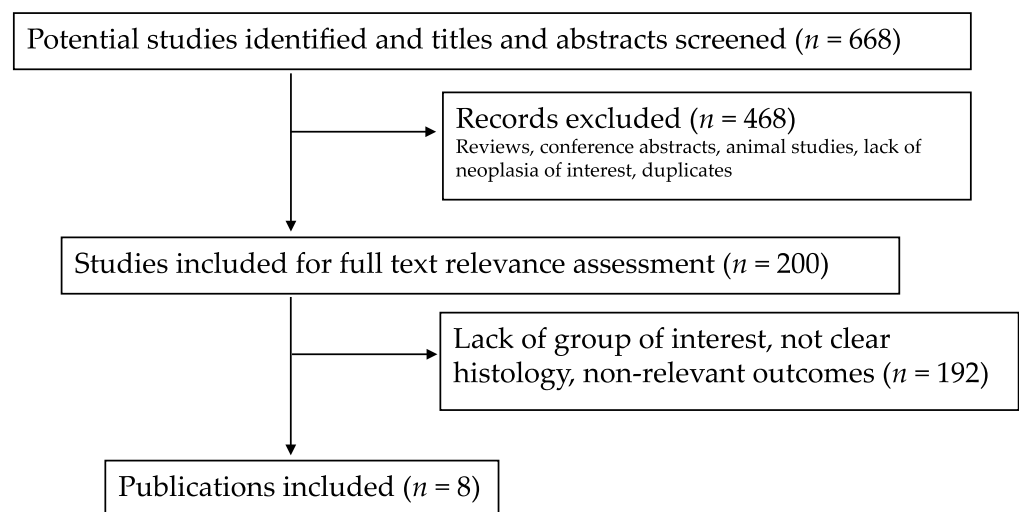 Potential studies identified and titles and abstracts screened (n = 668)
Records excluded (n = 468)
Reviews, conference abstracts, animal studies, lack of
neoplasia of interest, duplicates
Studies included for full text relevance assessment (n = 200)
Lack of group of interest, not clear
histology, non-relevant outcomes (n = 192)
Publications included (n = 8)